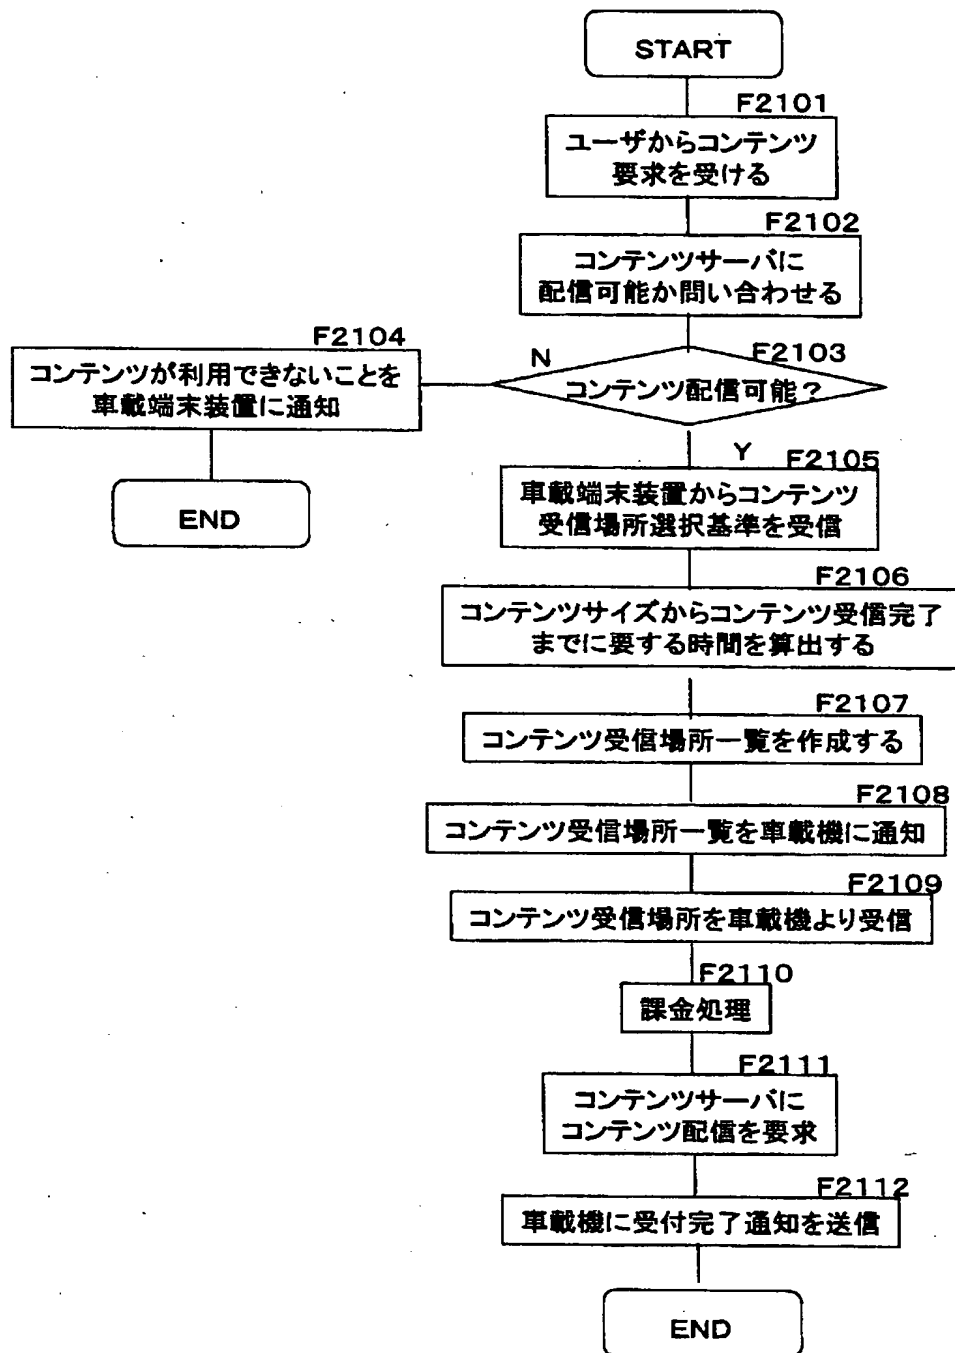 START
F2101
ユーザからコンテンツ
要求を受ける
F2102
コンテンツサーバに
配信可能か問い合わせる
F2104
コンテンツが利用できないことを
車載端末装置に通知
END
N
F2103
コンテンツ配信可能?
Y
F2105
車載端末装置からコンテンツ
受信場所選択基準を受信
F2106
コンテンツサイズからコンテンツ受信完了
までに要する時間を算出する
F2107
コンテンツ受信場所一覧を作成する
F2108
コンテンツ受信場所一覧を車載機に通知
F2109
コンテンツ受信場所を車載機より受信
F2110
課金処理
F2111
コンテンツサーバに
コンテンツ配信を要求
F2112
車載機に受付完了通知を送信
END